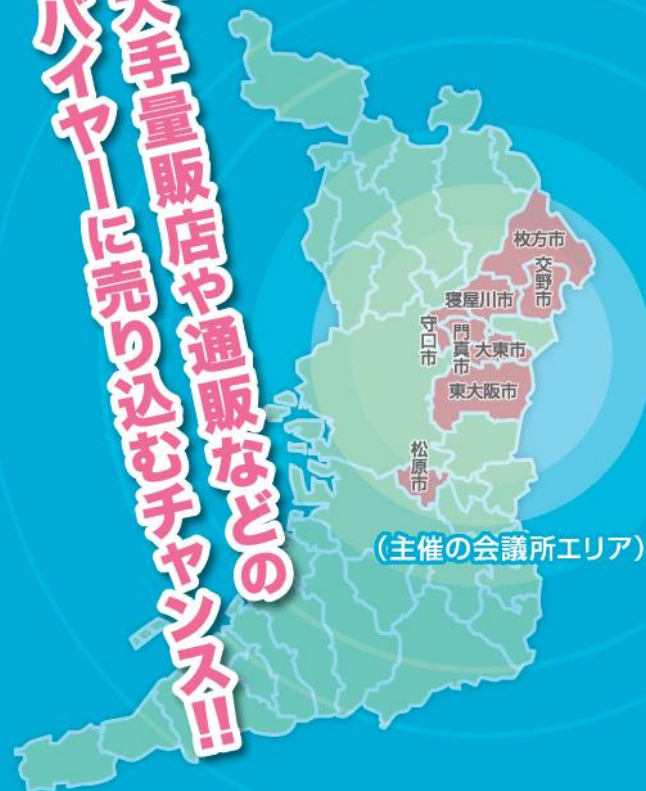 大手量販店や通販などの
バイヤーに売り込むチャンス!!
枚方市
交野市
寝屋川市
守口市
門真市
大東市
東大阪市
松原市
(主催の会議所エリア)